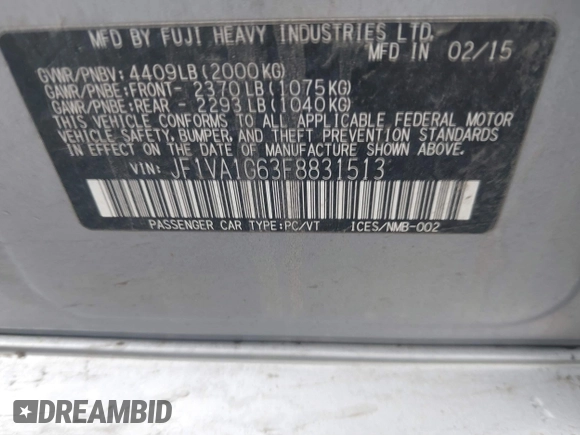 MFD BY FUJI HEAVY INDUSTRIES LTD.
MFD IN 02/15
GVWR/PNBV: 4409LB(2000KG)
GAWR/PNBE:FRONT- 2370LB(1075KG)
GAWR/PNBE:REAR - 2293LB(1040KG)
THIS VEHICLE CONFORMS TO ALL APPLICABLE FEDERAL MOTOR
VEHICLE SAFETY, BUMPER, AND THEFT PREVENTION STANDARDS
IN EFFECT ON THE DATE OF MANUFACTURE SHOWN ABOVE.
VIN: JF1VA1G63F8831513
PASSENGER CAR TYPE:PC/VT ICES/NMB-002
DREAMBID